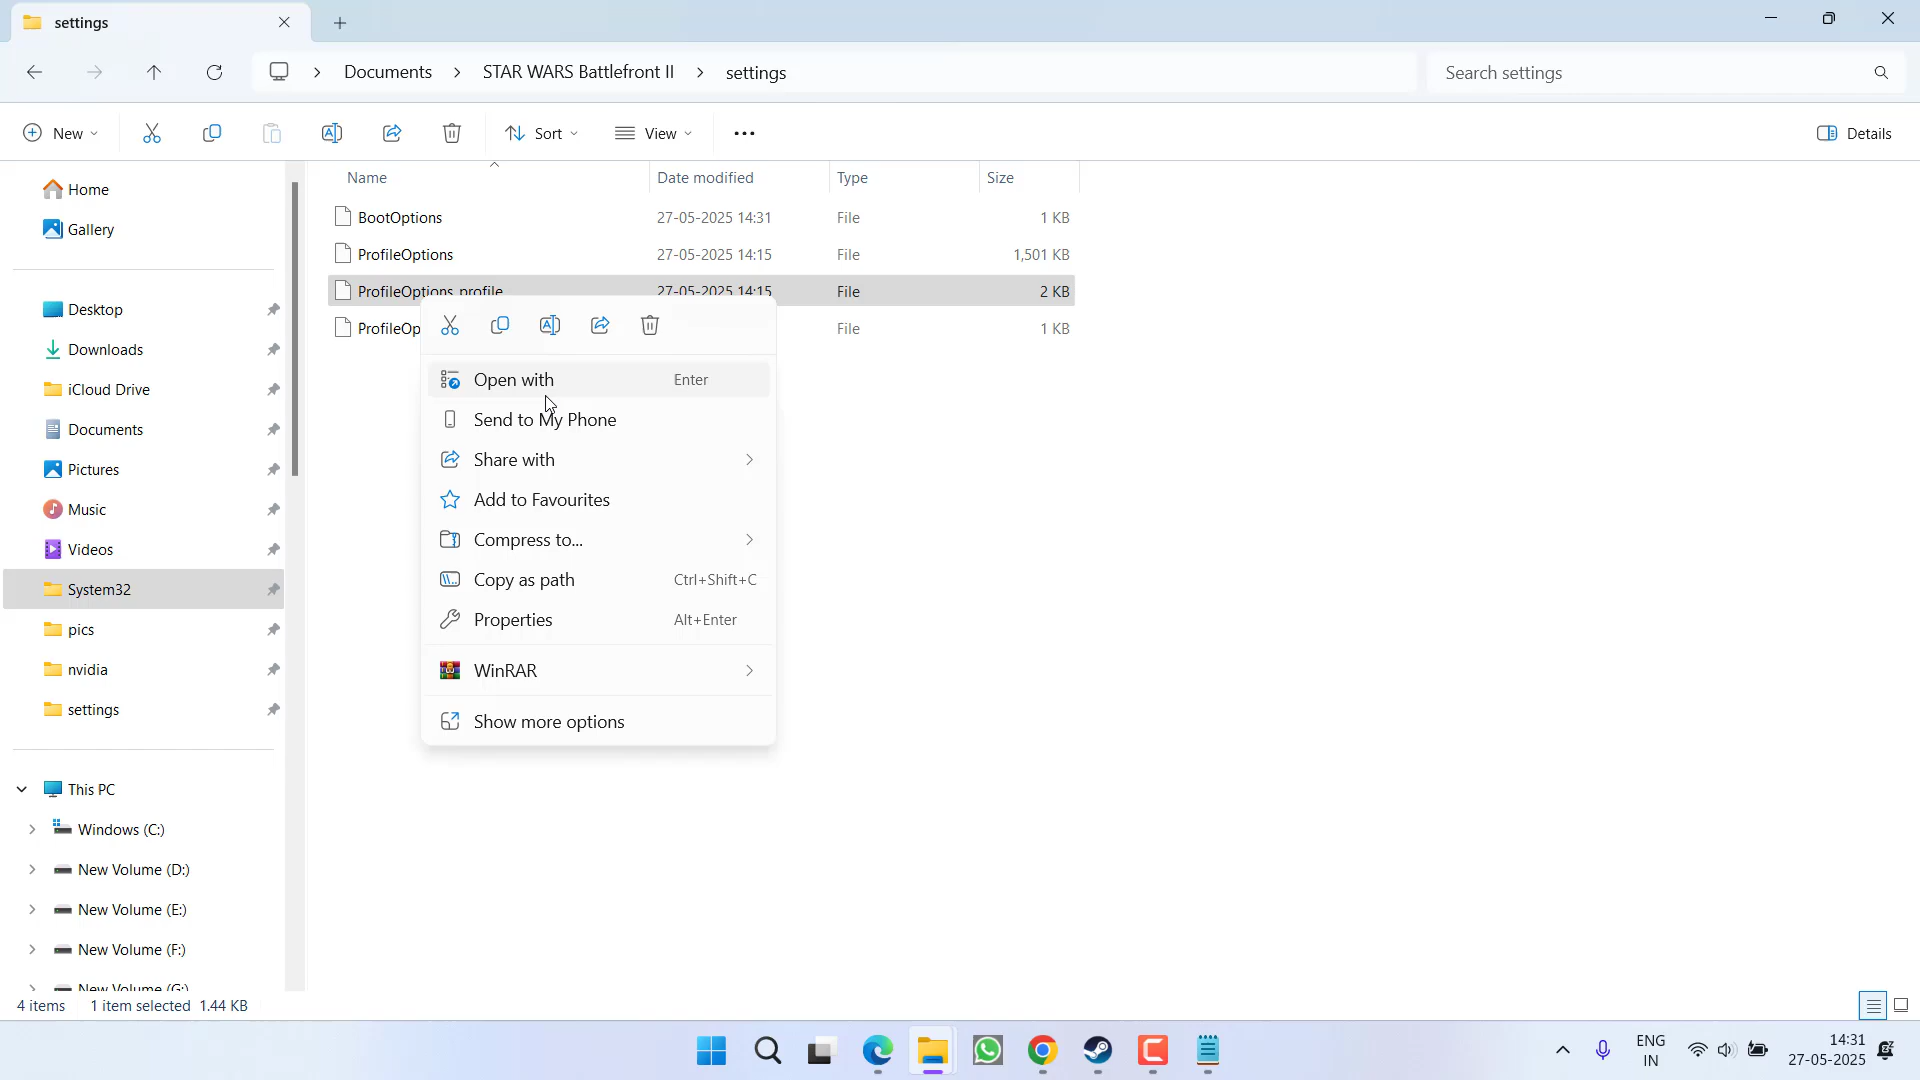 settings
Documents
STAR WARS Battlefront II
settings
Search settings
New
Sort
View
Details
Name
Date modified
Type
Size
BootOptions
27-05-2025 14:31
File
1 KB
ProfileOptions
27-05-2025 14:15
File
1,501 KB
ProfileOptions_profile
27-05-2025 14:15
File
2 KB
ProfileOp
File
1 KB
Open with
Enter
Send to My Phone
Share with
Add to Favourites
Compress to...
Copy as path
Ctrl+Shift+C
Properties
Alt+Enter
WinRAR
Show more options
Home
Gallery
Desktop
Downloads
iCloud Drive
Documents
Pictures
Music
Videos
System32
pics
nvidia
settings
This PC
Windows (C:)
New Volume (D:)
New Volume (E:)
New Volume (F:)
New Volume (G:)
4 items
1 item selected 1.44 KB
ENG
IN
14:31
27-05-2025